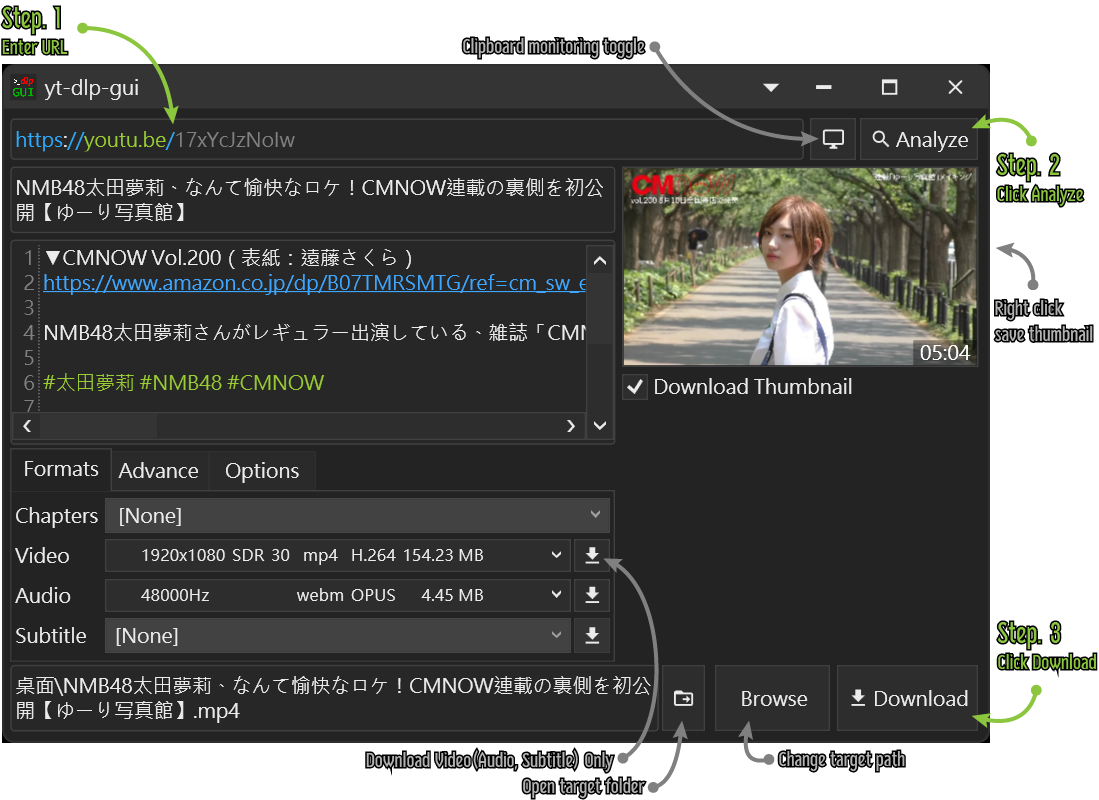 Step. 1
Enter URL
Clipboard monitoring toggle
yt-dlp-gui
https://youtu.be/17xYcJzNoIw
Analyze
Step. 2
Click Analyze
NMB48太田夢莉、なんて愉快なロケ！CMNOW連載の裏側を初公
開【ゆーり写真館】
1 ▼CMNOW Vol.200（表紙：遠藤さくら）
2 https://www.amazon.co.jp/dp/B07TMRSMTG/ref=cm_sw_e
3
4 NMB48太田夢莉さんがレギュラー出演している、雑誌「CMN
5
6 #太田夢莉 #NMB48 #CMNOW
7
CM
05:04
Right click
save thumbnail
Download Thumbnail
Formats Advance Options
Chapters [None]
Video 1920x1080 SDR 30 mp4 H.264 154.23 MB
Audio 48000Hz webm OPUS 4.45 MB
Subtitle [None]
Step. 3
Click Download
桌面\NMB48太田夢莉、なんて愉快なロケ！CMNOW連載の裏側を初公
開【ゆーり写真館】.mp4
Browse
Download
Download Video(Audo, Subtitle) Only
Change target path
Open target folder